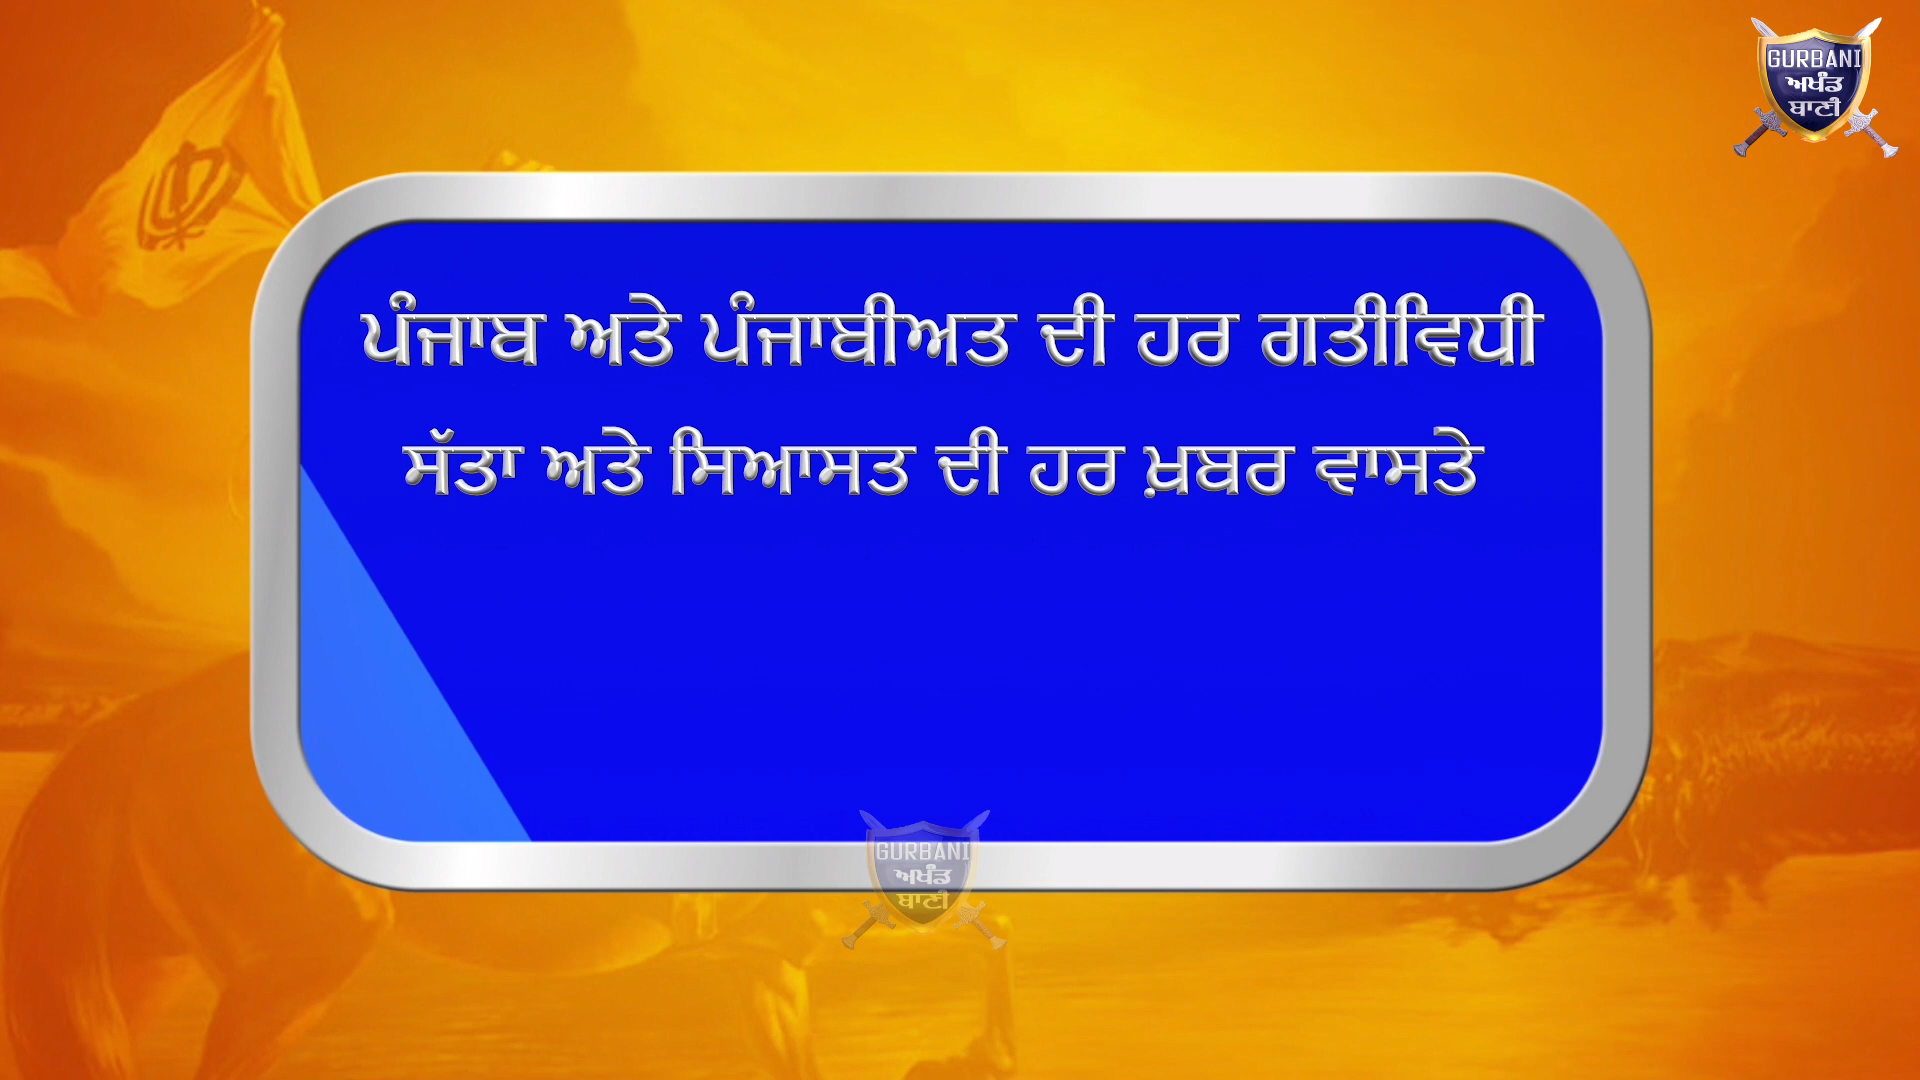 GURBANI
ਅਖੰਡ
ਬਾਣੀ
ਪੰਜਾਬ ਅਤੇ ਪੰਜਾਬੀਅਤ ਦੀ ਹਰ ਗਤੀਵਿਧੀ
ਸੱਤਾ ਅਤੇ ਸਿਆਸਤ ਦੀ ਹਰ ਖ਼ਬਰ ਵਾਸਤੇ
GURBANI
ਅਖੰਡ
ਬਾਣੀ